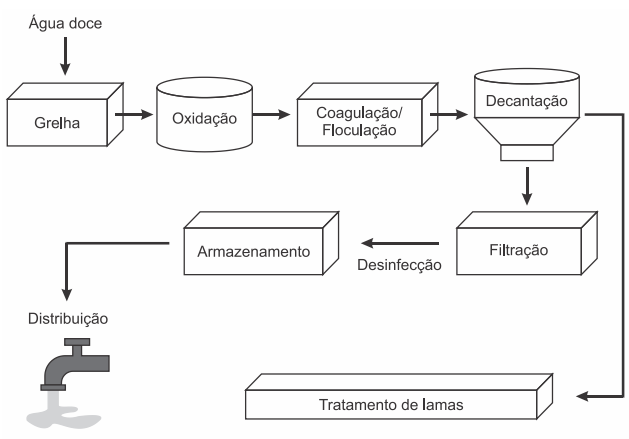 Água doce
Grelha
Oxidação
Coagulação/
Floculação
Decantação
Filtração
Desinfecção
Armazenamento
Distribuição
Tratamento de lamas